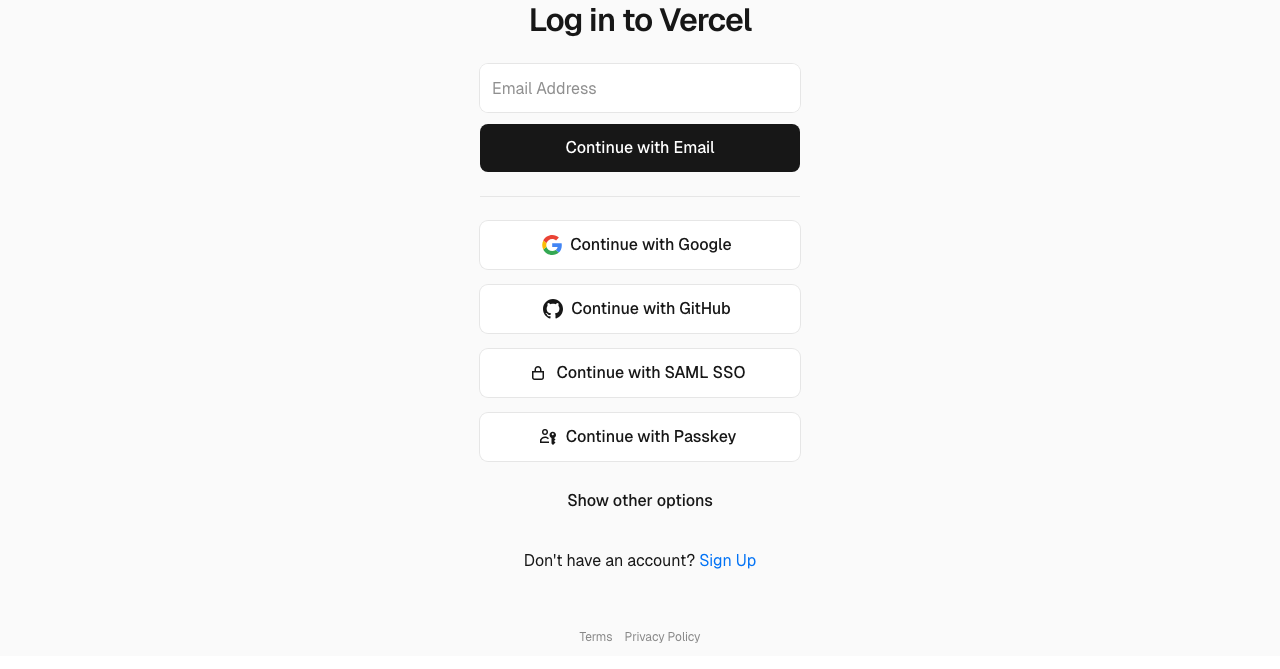 Log in to Vercel
Email Address
Continue with Email
Continue with Google
Continue with GitHub
Continue with SAML SSO
Continue with Passkey
Show other options
Don't have an account? Sign Up
Terms Privacy Policy